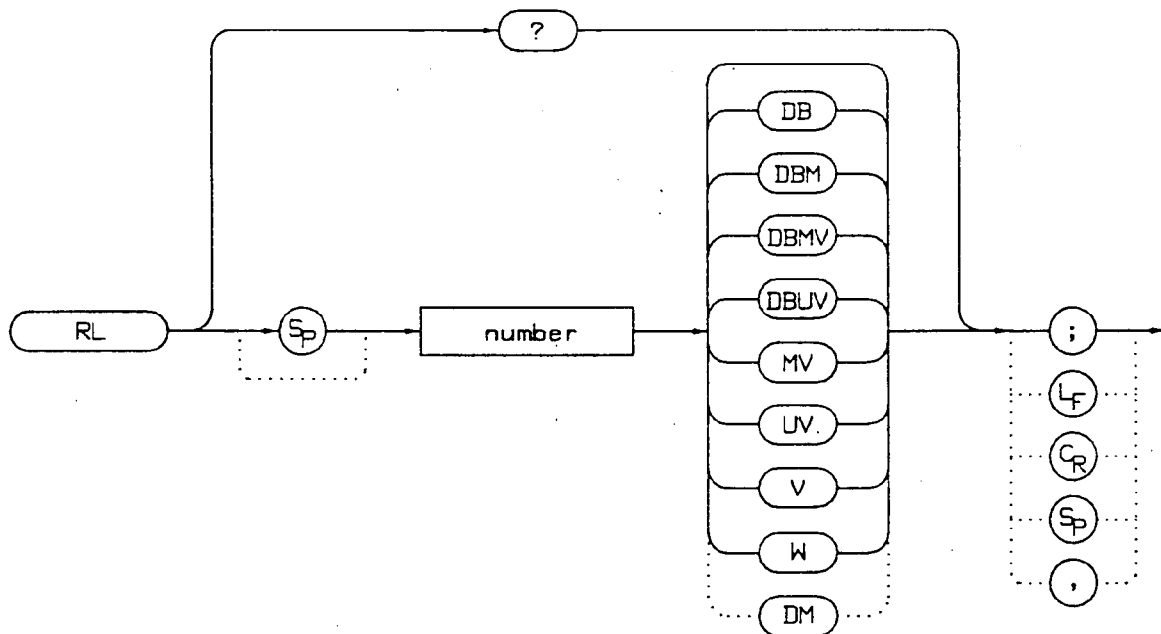 ?
DB
DBM
DBMV
DBUV
RL SP number ;
MV
LF
UV.
CR
V
SP
W
,
DM